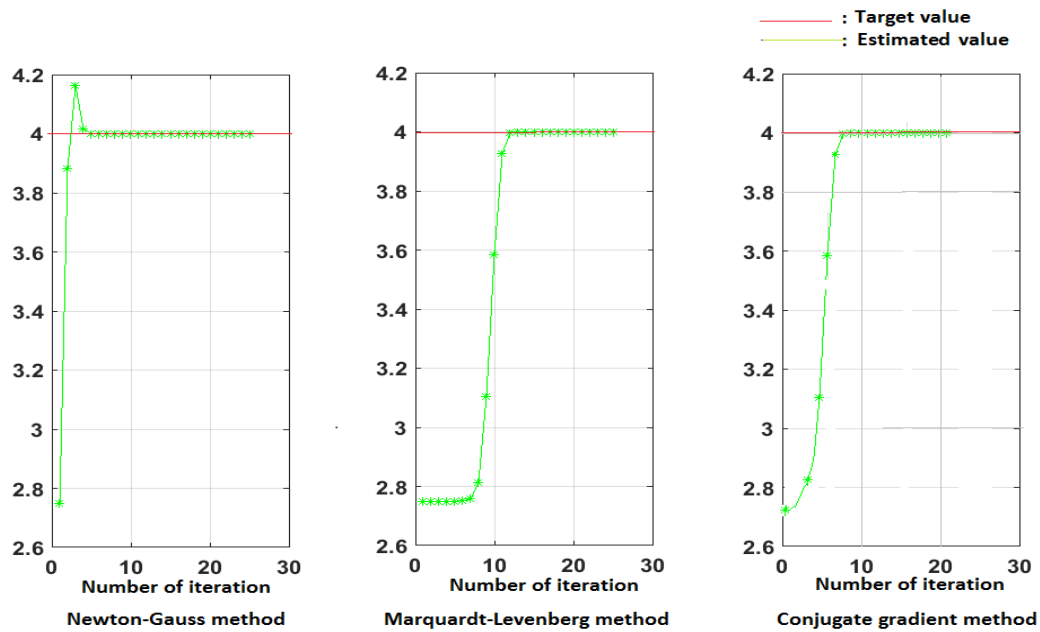 : Target value
: Estimated value
4.2
4
3.8
3.6
3.4
3.2
3
2.8
2.6
0 10 20 30
Number of iteration
Newton-Gauss method
4.2
4
3.8
3.6
3.4
3.2
3
2.8
2.6
0 10 20 30
Number of iteration
Marquardt-Levenberg method
4.2
4
3.8
3.6
3.4
3.2
3
2.8
2.6
0 10 20 30
Number of iteration
Conjugate gradient method